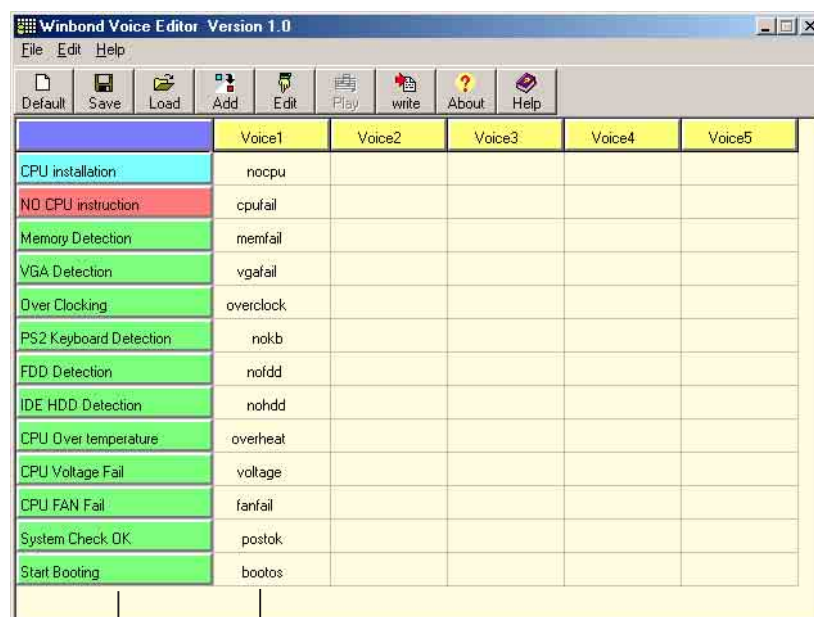 Winbond Voice Editor Version 1.0
File Edit Help
Default Save Load Add Edit Play write About Help
Voice1 Voice2 Voice3 Voice4 Voice5
CPU installation nocpu
NO CPU instruction cpufail
Memory Detection memfail
VGA Detection vgafail
Over Clocking overclock
PS2 Keyboard Detection nokb
FDD Detection nofdd
IDE HDD Detection nohdd
CPU Over temperature overheat
CPU Voltage Fail voltage
CPU FAN Fail fanfail
System Check OK postok
Start Booting bootos